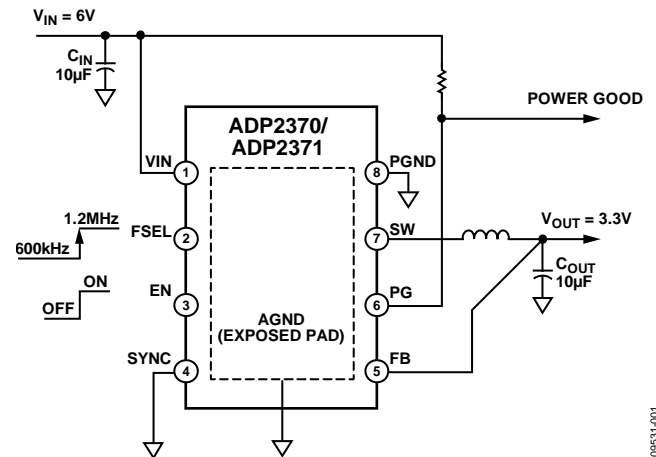 VIN = 6V
CIN
10µF
POWER GOOD
ADP2370/
ADP2371
VIN
1
8
PGND
1.2MHz
600kHz
FSEL
2
7
SW
VOUT = 3.3V
COUT
10µF
ON
OFF
EN
3
6
PG
AGND
(EXPOSED PAD)
SYNC
4
5
FB
09531-001